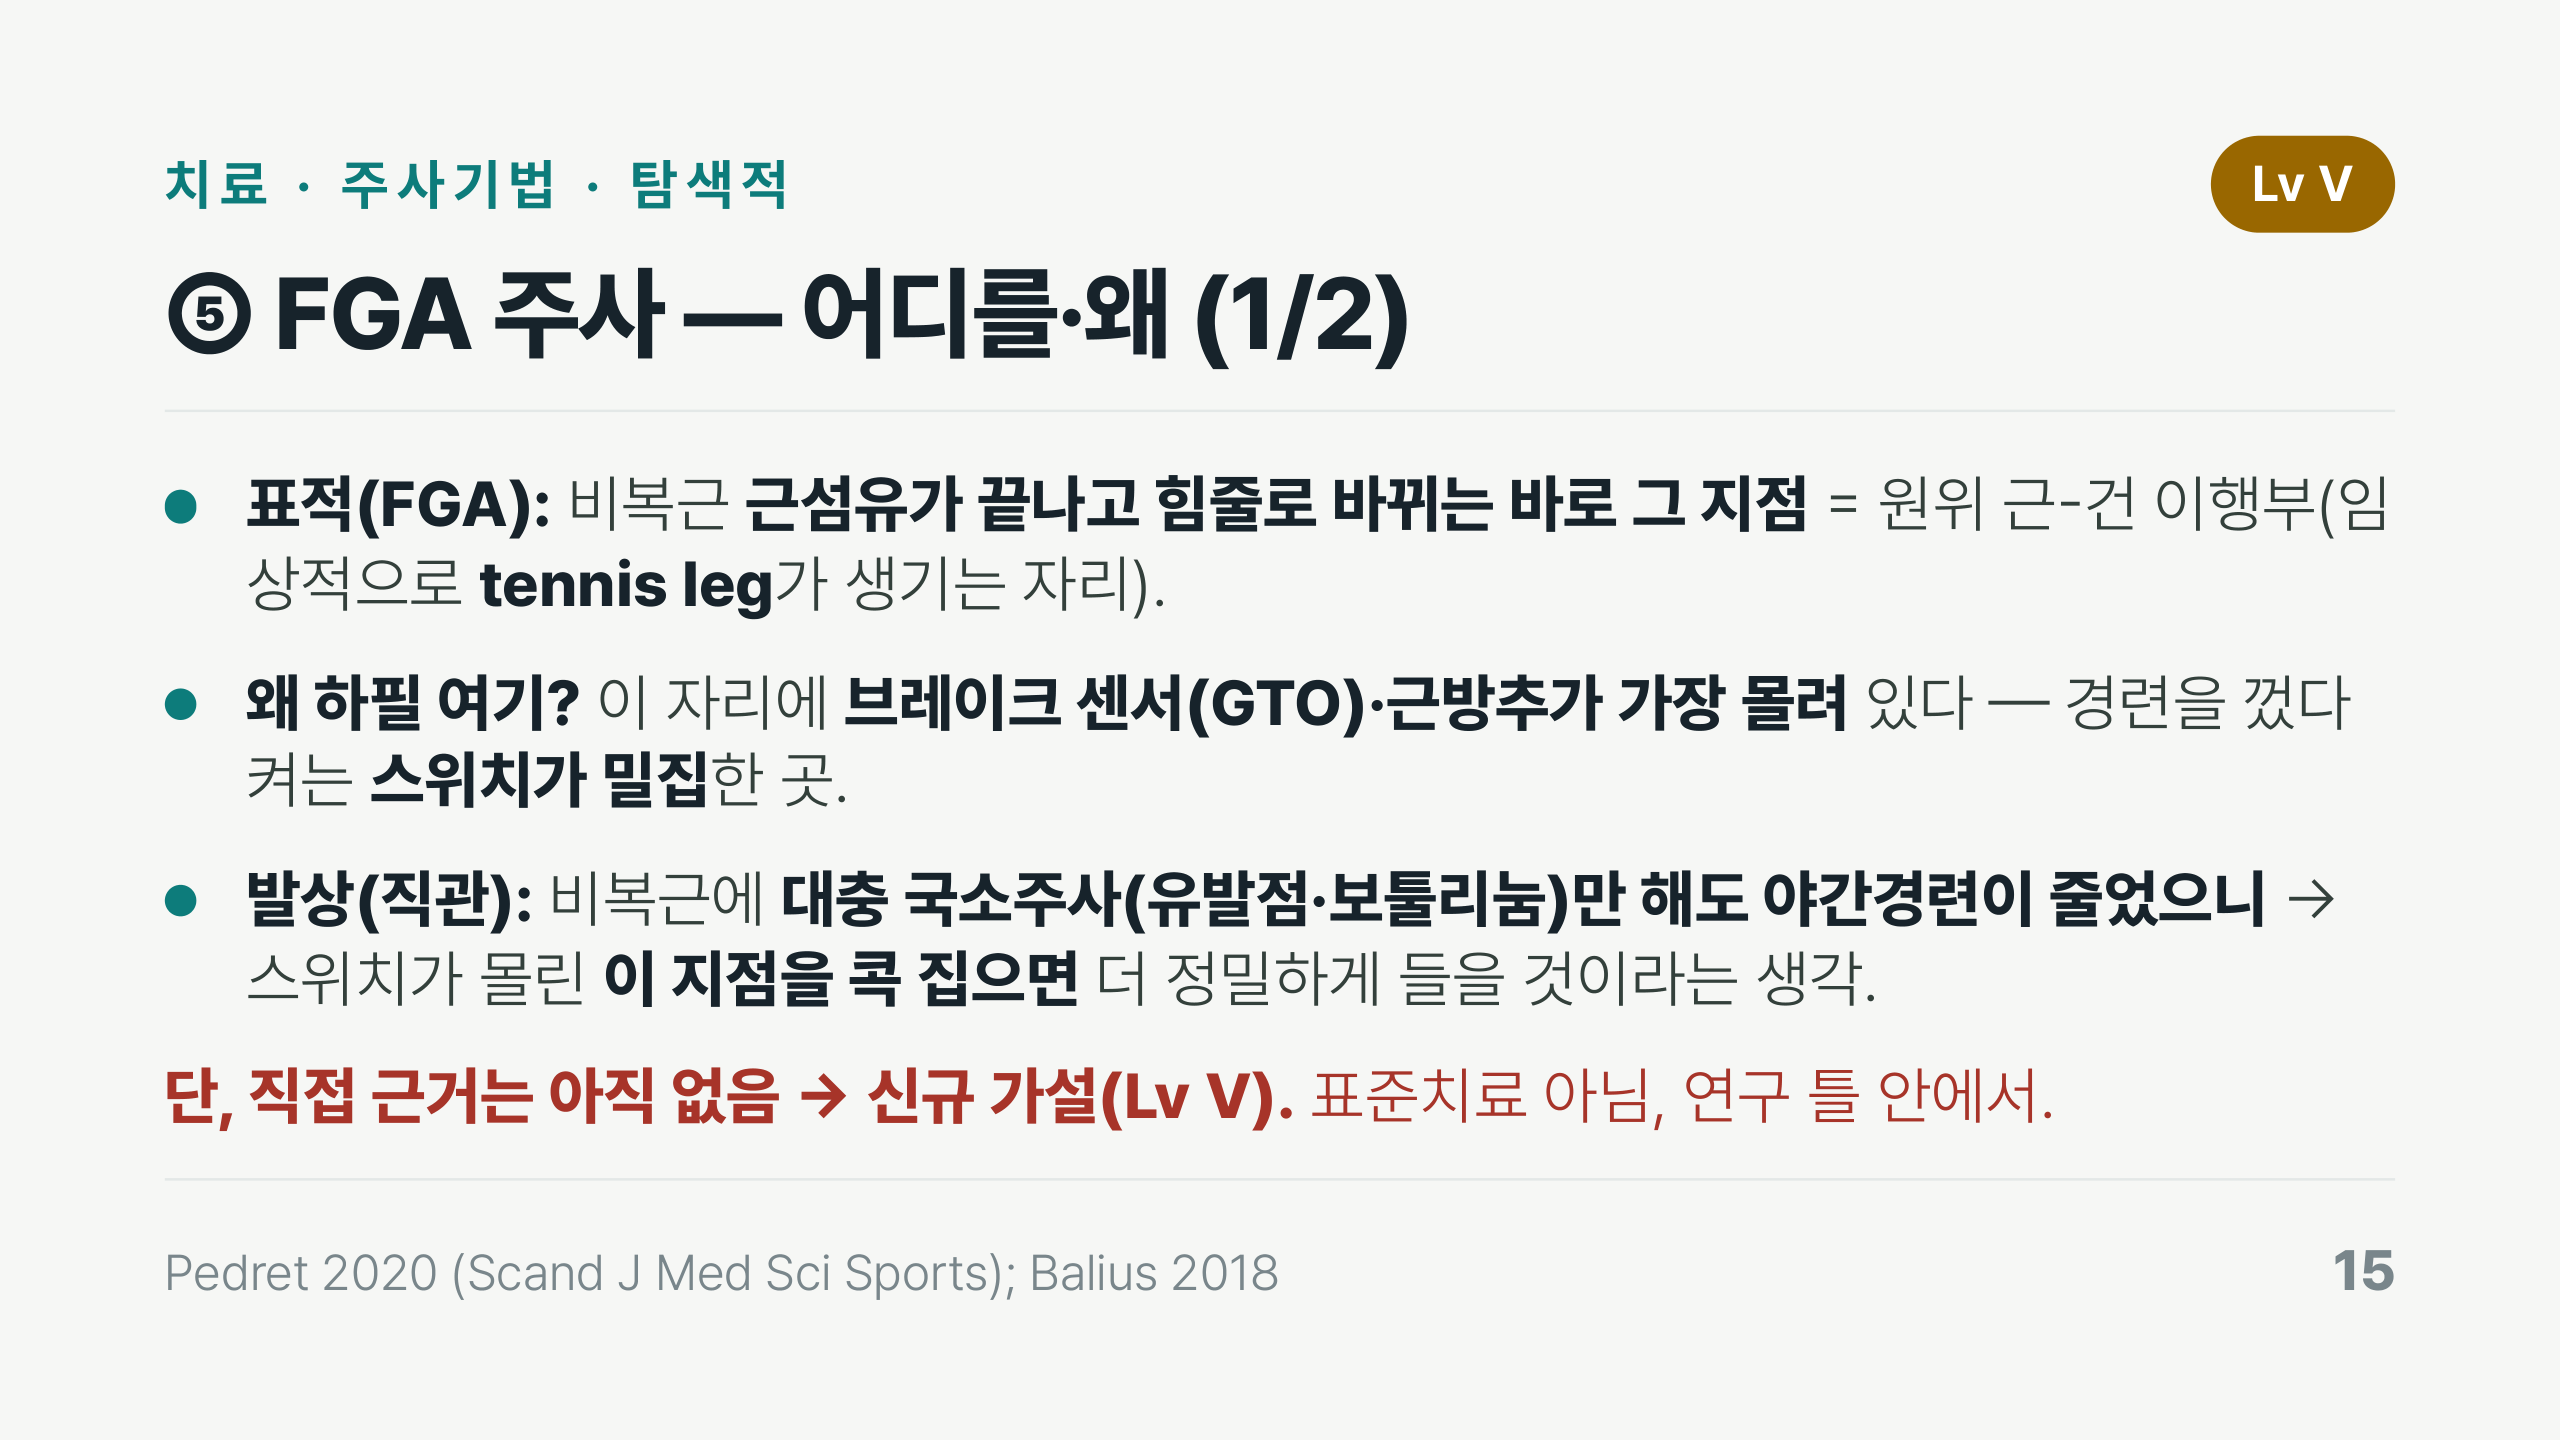 치료 · 주사기법 · 탐색적
Lv V
⑤ FGA 주사 — 어디를·왜 (1/2)
표적(FGA): 비복근 근섬유가 끝나고 힘줄로 바뀌는 바로 그 지점 = 원위 근-건 이행부(임
상적으로 tennis leg가 생기는 자리).
왜 하필 여기? 이 자리에 브레이크 센서(GTO)·근방추가 가장 몰려 있다 — 경련을 껐다
켜는 스위치가 밀집한 곳.
발상(직관): 비복근에 대충 국소주사(유발점·보툴리눔)만 해도 야간경련이 줄었으니 →
스위치가 몰린 이 지점을 콕 집으면 더 정밀하게 들을 것이라는 생각.
단, 직접 근거는 아직 없음 → 신규 가설(Lv V). 표준치료 아님, 연구 틀 안에서.
Pedret 2020 (Scand J Med Sci Sports); Balius 2018
15